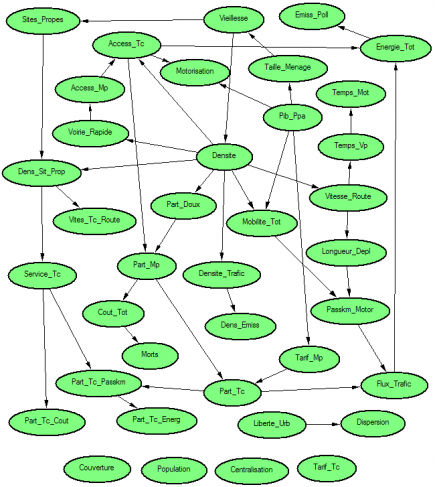 Sites_Propes
Vieillesse
Emiss_Poll
Access_Tc
Energie_Tot
Motorisation
Taille_Menage
Access_Mp
Temps_Mot
Pib_Ppa
Voirie_Rapide
Temps_Vp
Densite
Dens_Sit_Prop
Part_Doux
Vitesse_Route
Vites_Tc_Route
Mobilite_Tot
Longueur_Depl
Service_Tc
Part_Mp
Densite_Trafic
Cout_Tot
Passkm_Motor
Dens_Emiss
Morts
Tarif_Mp
Part_Tc_Passkm
Part_Tc
Flux_Trafic
Part_Tc_Cout
Part_Tc_Energ
Liberte_Urb
Dispersion
Couverture
Population
Centralisation
Tarif_Tc